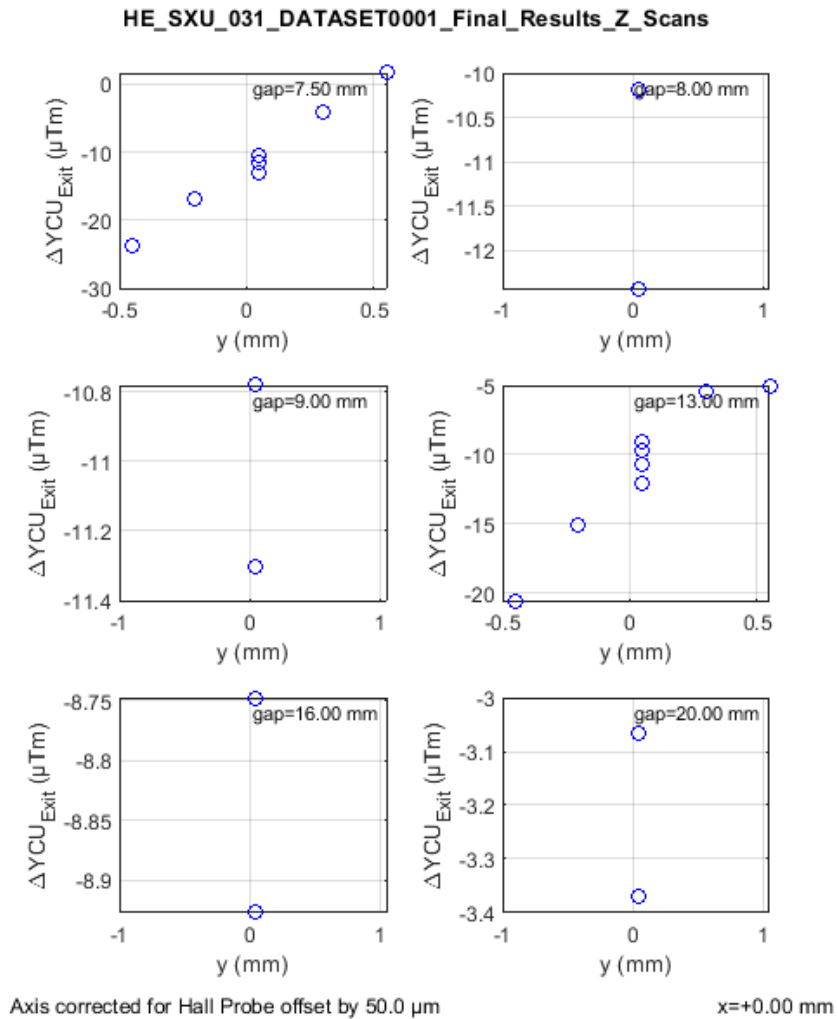 HE_SXU_031_DATASET0001_Final_Results_Z_Scans
gap=7.50 mm
0
-10
-20
-30
-0.5
0
0.5
y (mm)
ΔYCU_Exit (µTm)
gap=8.00 mm
-10
-10.5
-11
-11.5
-12
-1
0
1
y (mm)
ΔYCU_Exit (µTm)
gap=9.00 mm
-10.8
-11
-11.2
-11.4
-1
0
1
y (mm)
ΔYCU_Exit (µTm)
gap=13.00 mm
-5
-10
-15
-20
-0.5
0
0.5
y (mm)
ΔYCU_Exit (µTm)
gap=16.00 mm
-8.75
-8.8
-8.85
-8.9
-1
0
1
y (mm)
ΔYCU_Exit (µTm)
gap=20.00 mm
-3
-3.1
-3.2
-3.3
-3.4
-1
0
1
y (mm)
ΔYCU_Exit (µTm)
Axis corrected for Hall Probe offset by 50.0 µm
x=+0.00 mm